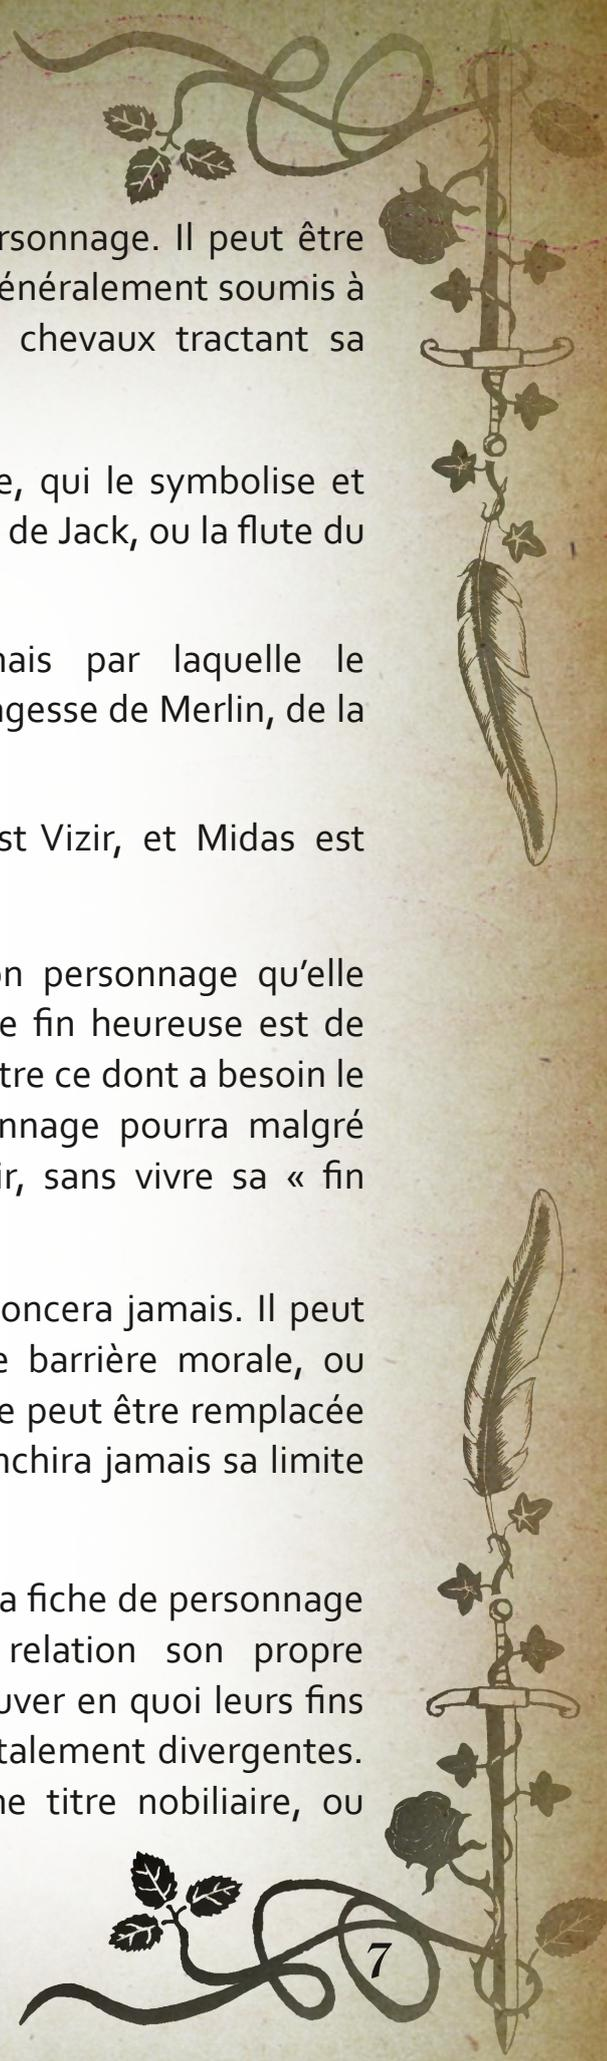 rsonnage. Il peut être
énéralement soumis à
chevaux tractant sa
e, qui le symbolise et
de Jack, ou la flute du
nais par laquelle le
agesse de Merlin, de la
st Vizir, et Midas est
on personnage qu’elle
e fin heureuse est de
tre ce dont a besoin le
nnage pourra malgré
ir, sans vivre sa « fin
oncera jamais. Il peut
e barrière morale, ou
e peut être remplacée
nchira jamais sa limite
a fiche de personnage
relation son propre
uver en quoi leurs fins
talement divergentes.
ne titre nobiliaire, ou
7